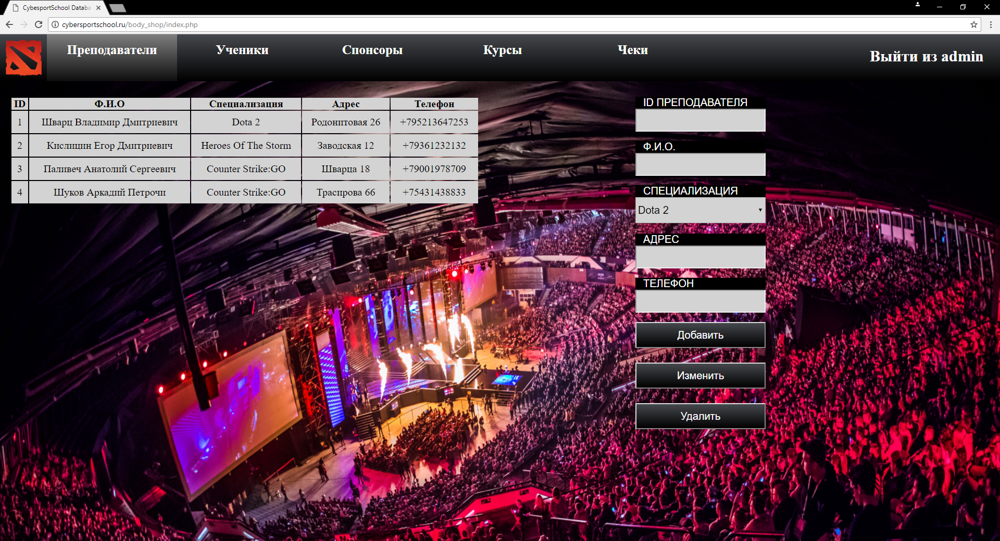 CybesportSchool Databa
cybersportschool.ru/body_shop/index.php
Преподаватели Ученики Спонсоры Курсы Чеки Выйти из admin
ID Ф.И.О Специализация Адрес Телефон
1 Шварц Владимир Дмитриевич Dota 2 Родонитовая 26 +795213647253
2 Кислицин Егор Дмитриевич Heroes Of The Storm Заводская 12 +79361232132
3 Паливеч Анатолий Сергеевич Counter Strike:GO Шварца 18 +79001978709
4 Шуков Аркадий Петрочи Counter Strike:GO Трасирова 66 +75431438833
ID ПРЕПОДАВАТЕЛЯ
Ф.И.О.
СПЕЦИАЛИЗАЦИЯ
Dota 2
АДРЕС
ТЕЛЕФОН
Добавить
Изменить
Удалить